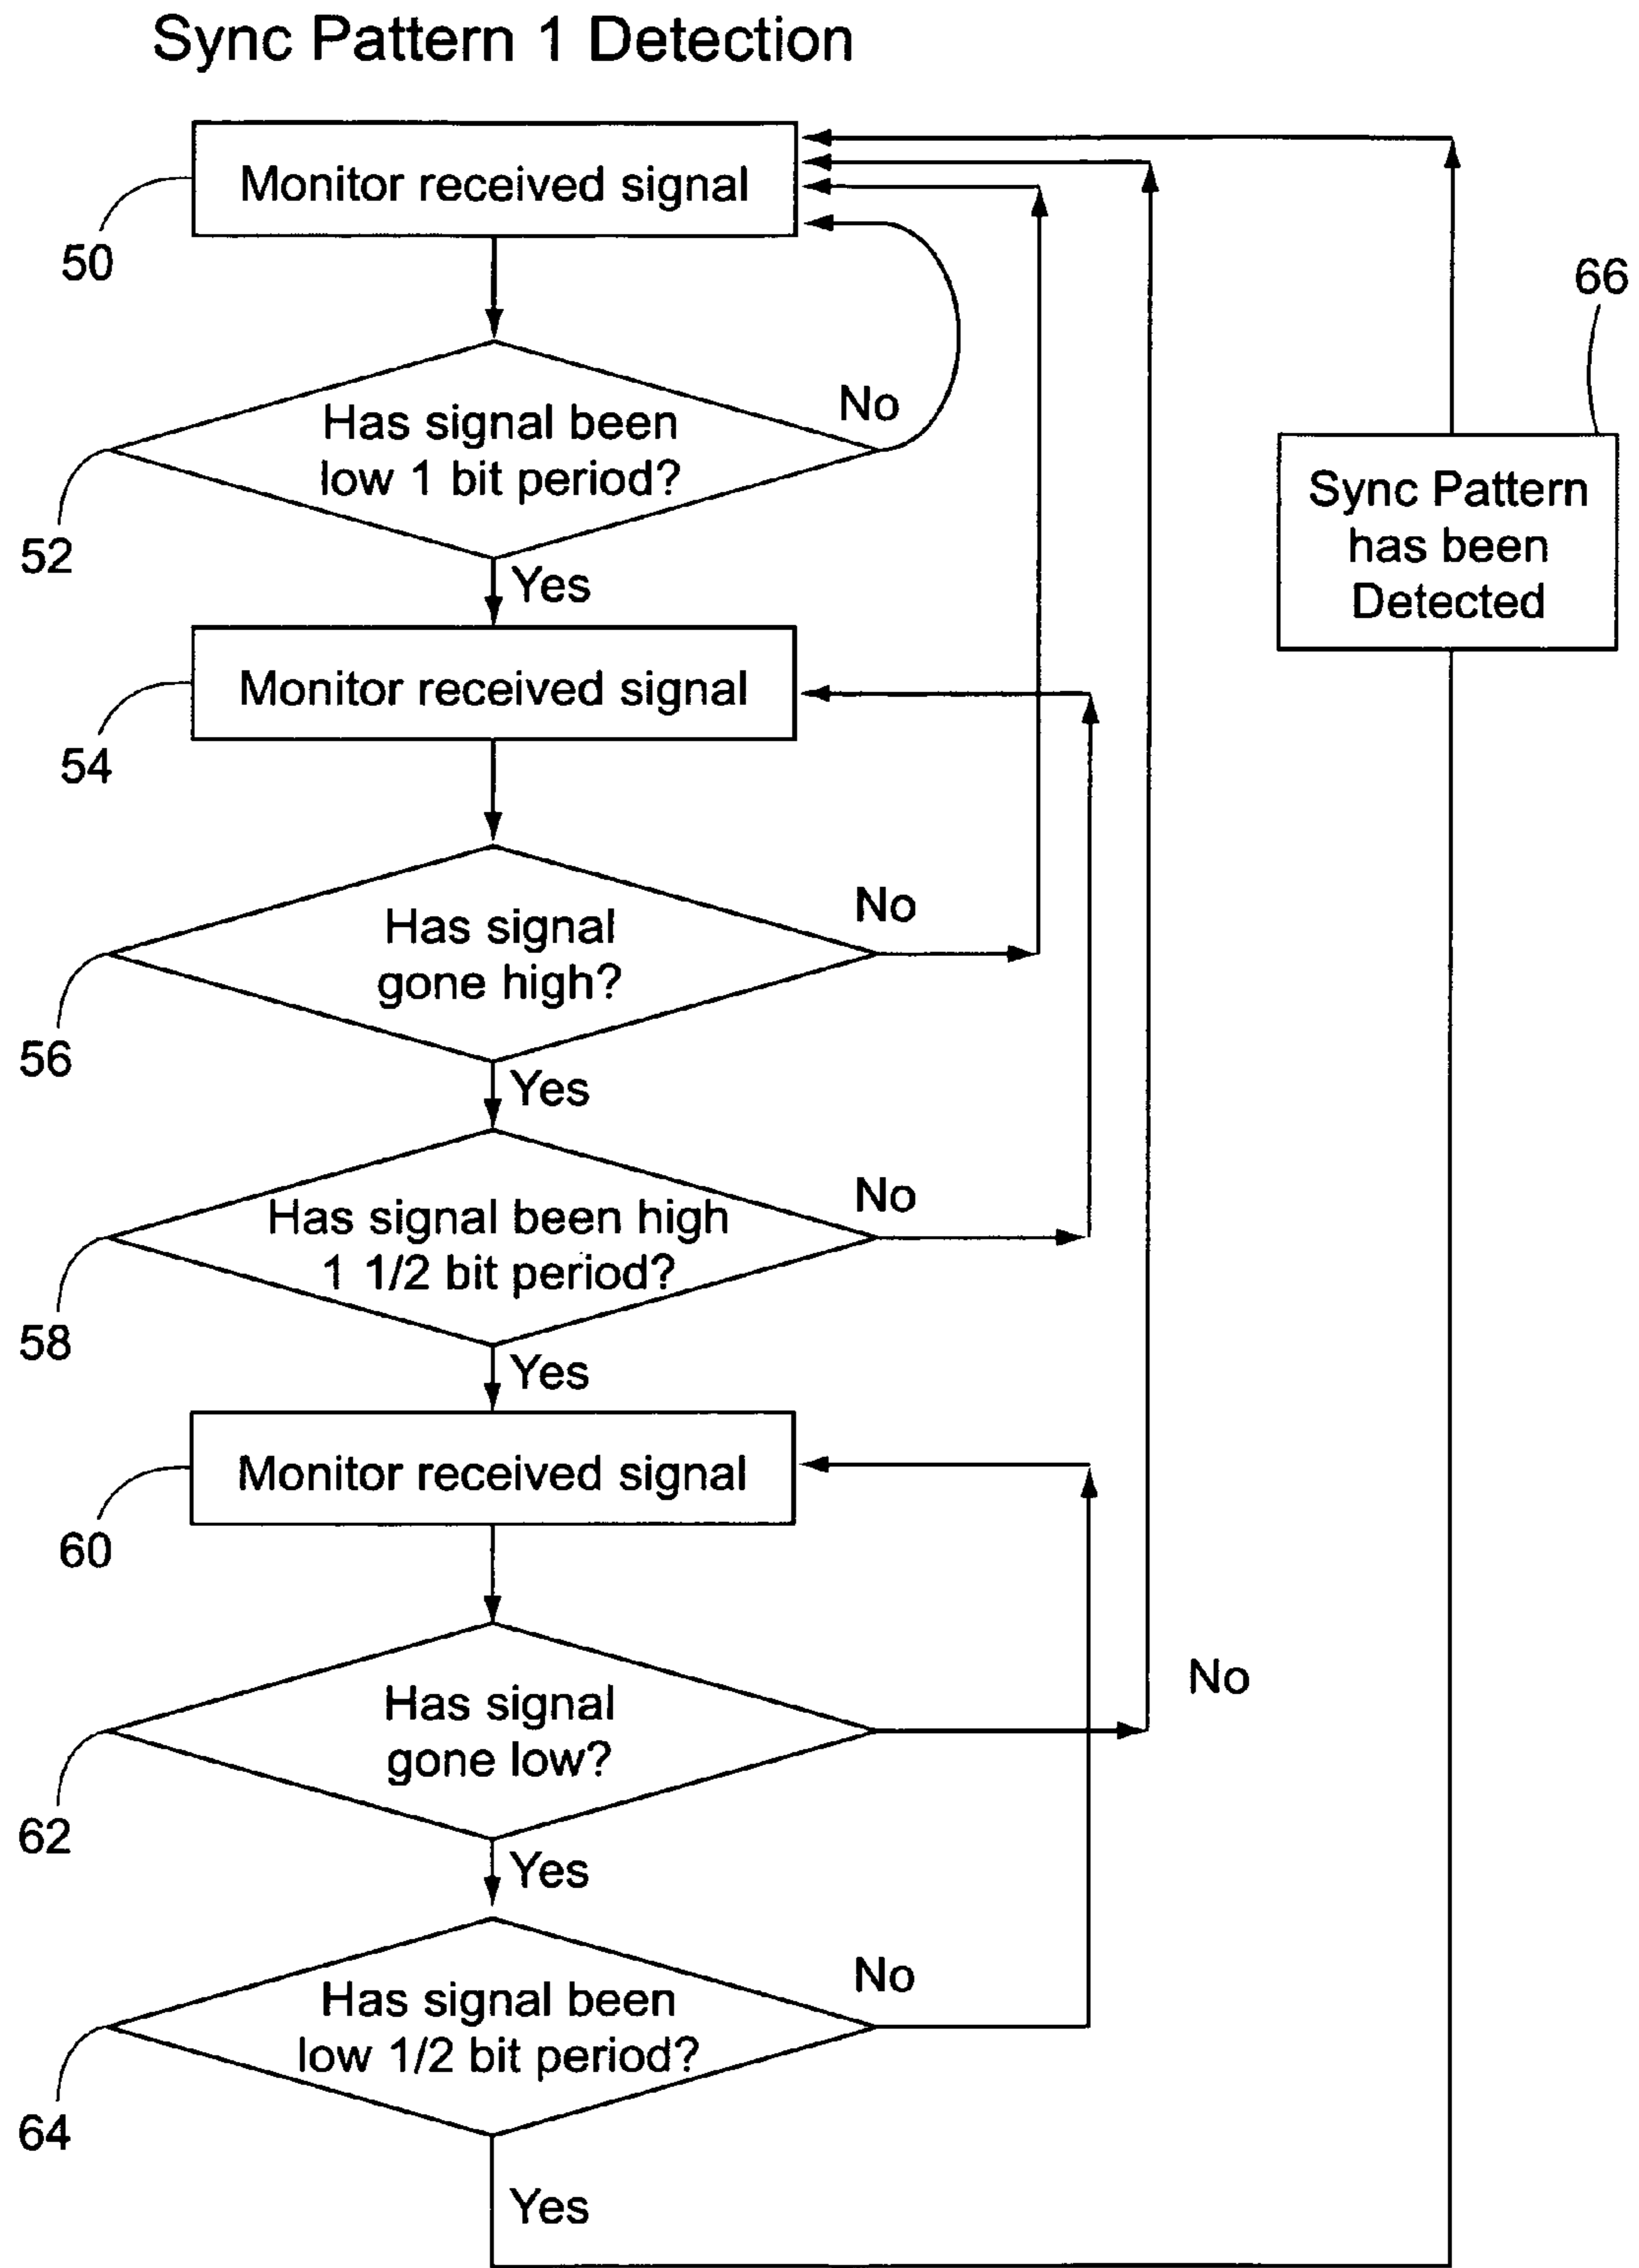 Sync Pattern 1 Detection
Monitor received signal
50
66
No
Has signal been
low 1 bit period?
52
Sync Pattern
has been
Detected
Yes
Monitor received signal
54
No
Has signal
gone high?
56
Yes
No
Has signal been high
1 1/2 bit period?
58
Yes
Monitor received signal
60
No
Has signal
gone low?
62
Yes
No
Has signal been
low 1/2 bit period?
64
Yes